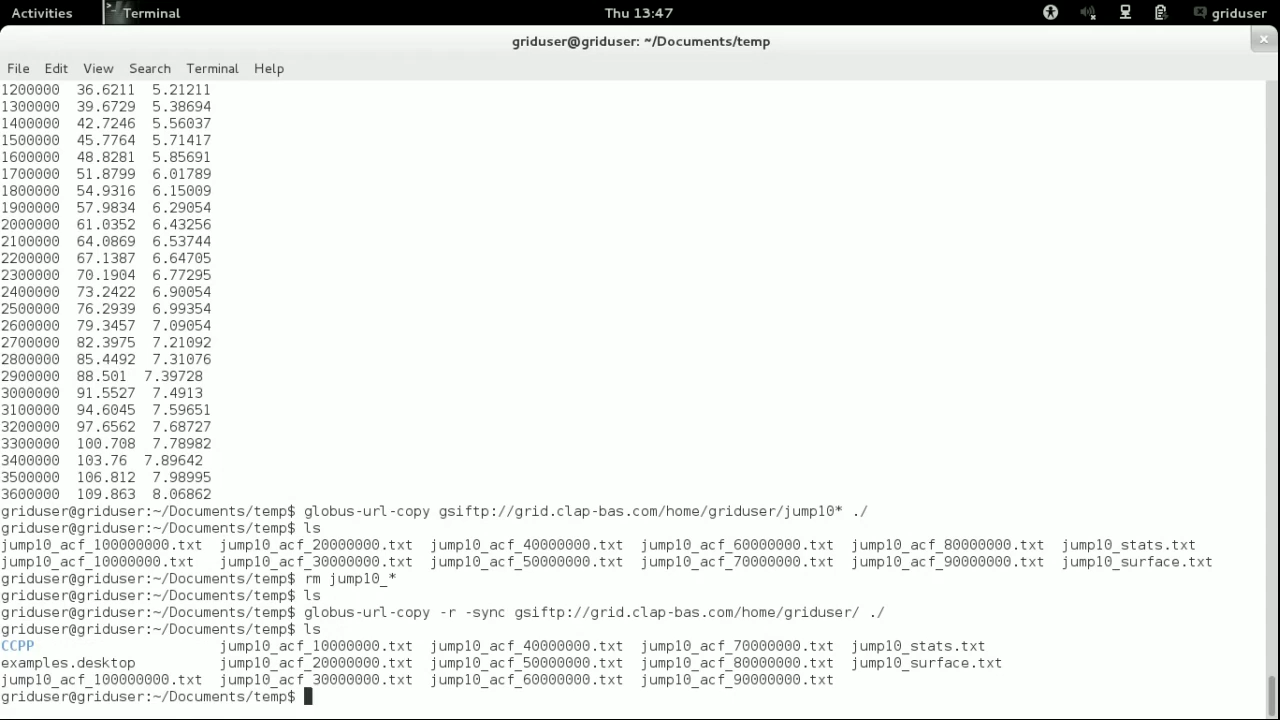 Activities Terminal Thu 13:47 griduser
griduser@griduser: ~/Documents/temp
File Edit View Search Terminal Help
1200000 36.6211 5.21211
1300000 39.6729 5.38694
1400000 42.7246 5.56037
1500000 45.7764 5.71417
1600000 48.8281 5.85691
1700000 51.8799 6.01789
1800000 54.9316 6.15009
1900000 57.9834 6.29054
2000000 61.0352 6.43256
2100000 64.0869 6.53744
2200000 67.1387 6.64705
2300000 70.1904 6.77295
2400000 73.2422 6.90054
2500000 76.2939 6.99354
2600000 79.3457 7.09054
2700000 82.3975 7.21092
2800000 85.4492 7.31076
2900000 88.501 7.39728
3000000 91.5527 7.4913
3100000 94.6045 7.59651
3200000 97.6562 7.68727
3300000 100.708 7.78982
3400000 103.76 7.89642
3500000 106.812 7.98995
3600000 109.863 8.06862
griduser@griduser:~/Documents/temp$ globus-url-copy gsiftp://grid.clap-bas.com/home/griduser/jump10* ./
griduser@griduser:~/Documents/temp$ ls
jump10_acf_100000000.txt jump10_acf_20000000.txt jump10_acf_40000000.txt jump10_acf_60000000.txt jump10_acf_80000000.txt jump10_stats.txt
jump10_acf_10000000.txt jump10_acf_30000000.txt jump10_acf_50000000.txt jump10_acf_70000000.txt jump10_acf_90000000.txt jump10_surface.txt
griduser@griduser:~/Documents/temp$ rm jump10_*
griduser@griduser:~/Documents/temp$ ls
griduser@griduser:~/Documents/temp$ globus-url-copy -r -sync gsiftp://grid.clap-bas.com/home/griduser/ ./
griduser@griduser:~/Documents/temp$ ls
CCPP jump10_acf_10000000.txt jump10_acf_40000000.txt jump10_acf_70000000.txt jump10_stats.txt
examples.desktop jump10_acf_20000000.txt jump10_acf_50000000.txt jump10_acf_80000000.txt jump10_surface.txt
jump10_acf_100000000.txt jump10_acf_30000000.txt jump10_acf_60000000.txt jump10_acf_90000000.txt
griduser@griduser:~/Documents/temp$